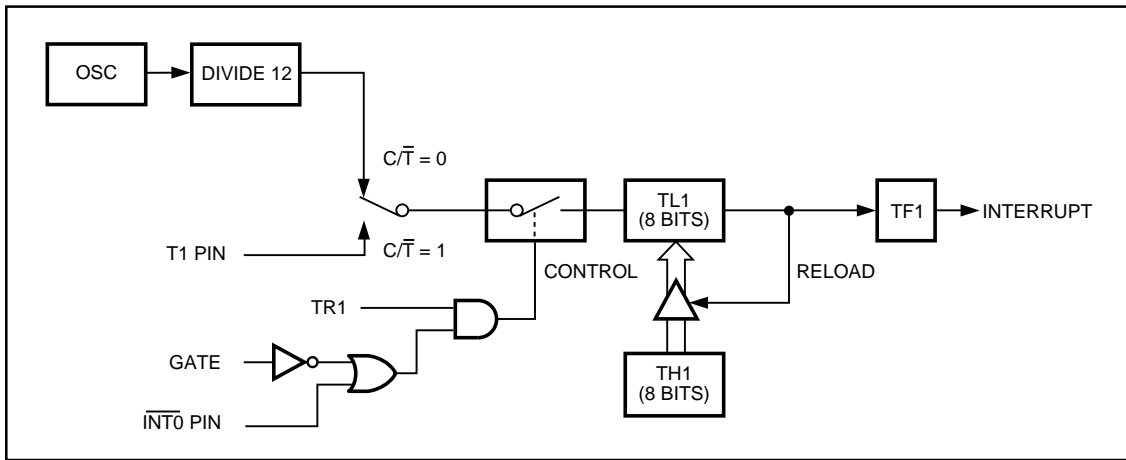 OSC
DIVIDE 12
C/T̅ = 0
T1 PIN
C/T̅ = 1
TL1
(8 BITS)
TF1
INTERRUPT
CONTROL
RELOAD
TR1
GATE
I̅N̅T̅0̅ PIN
TH1
(8 BITS)